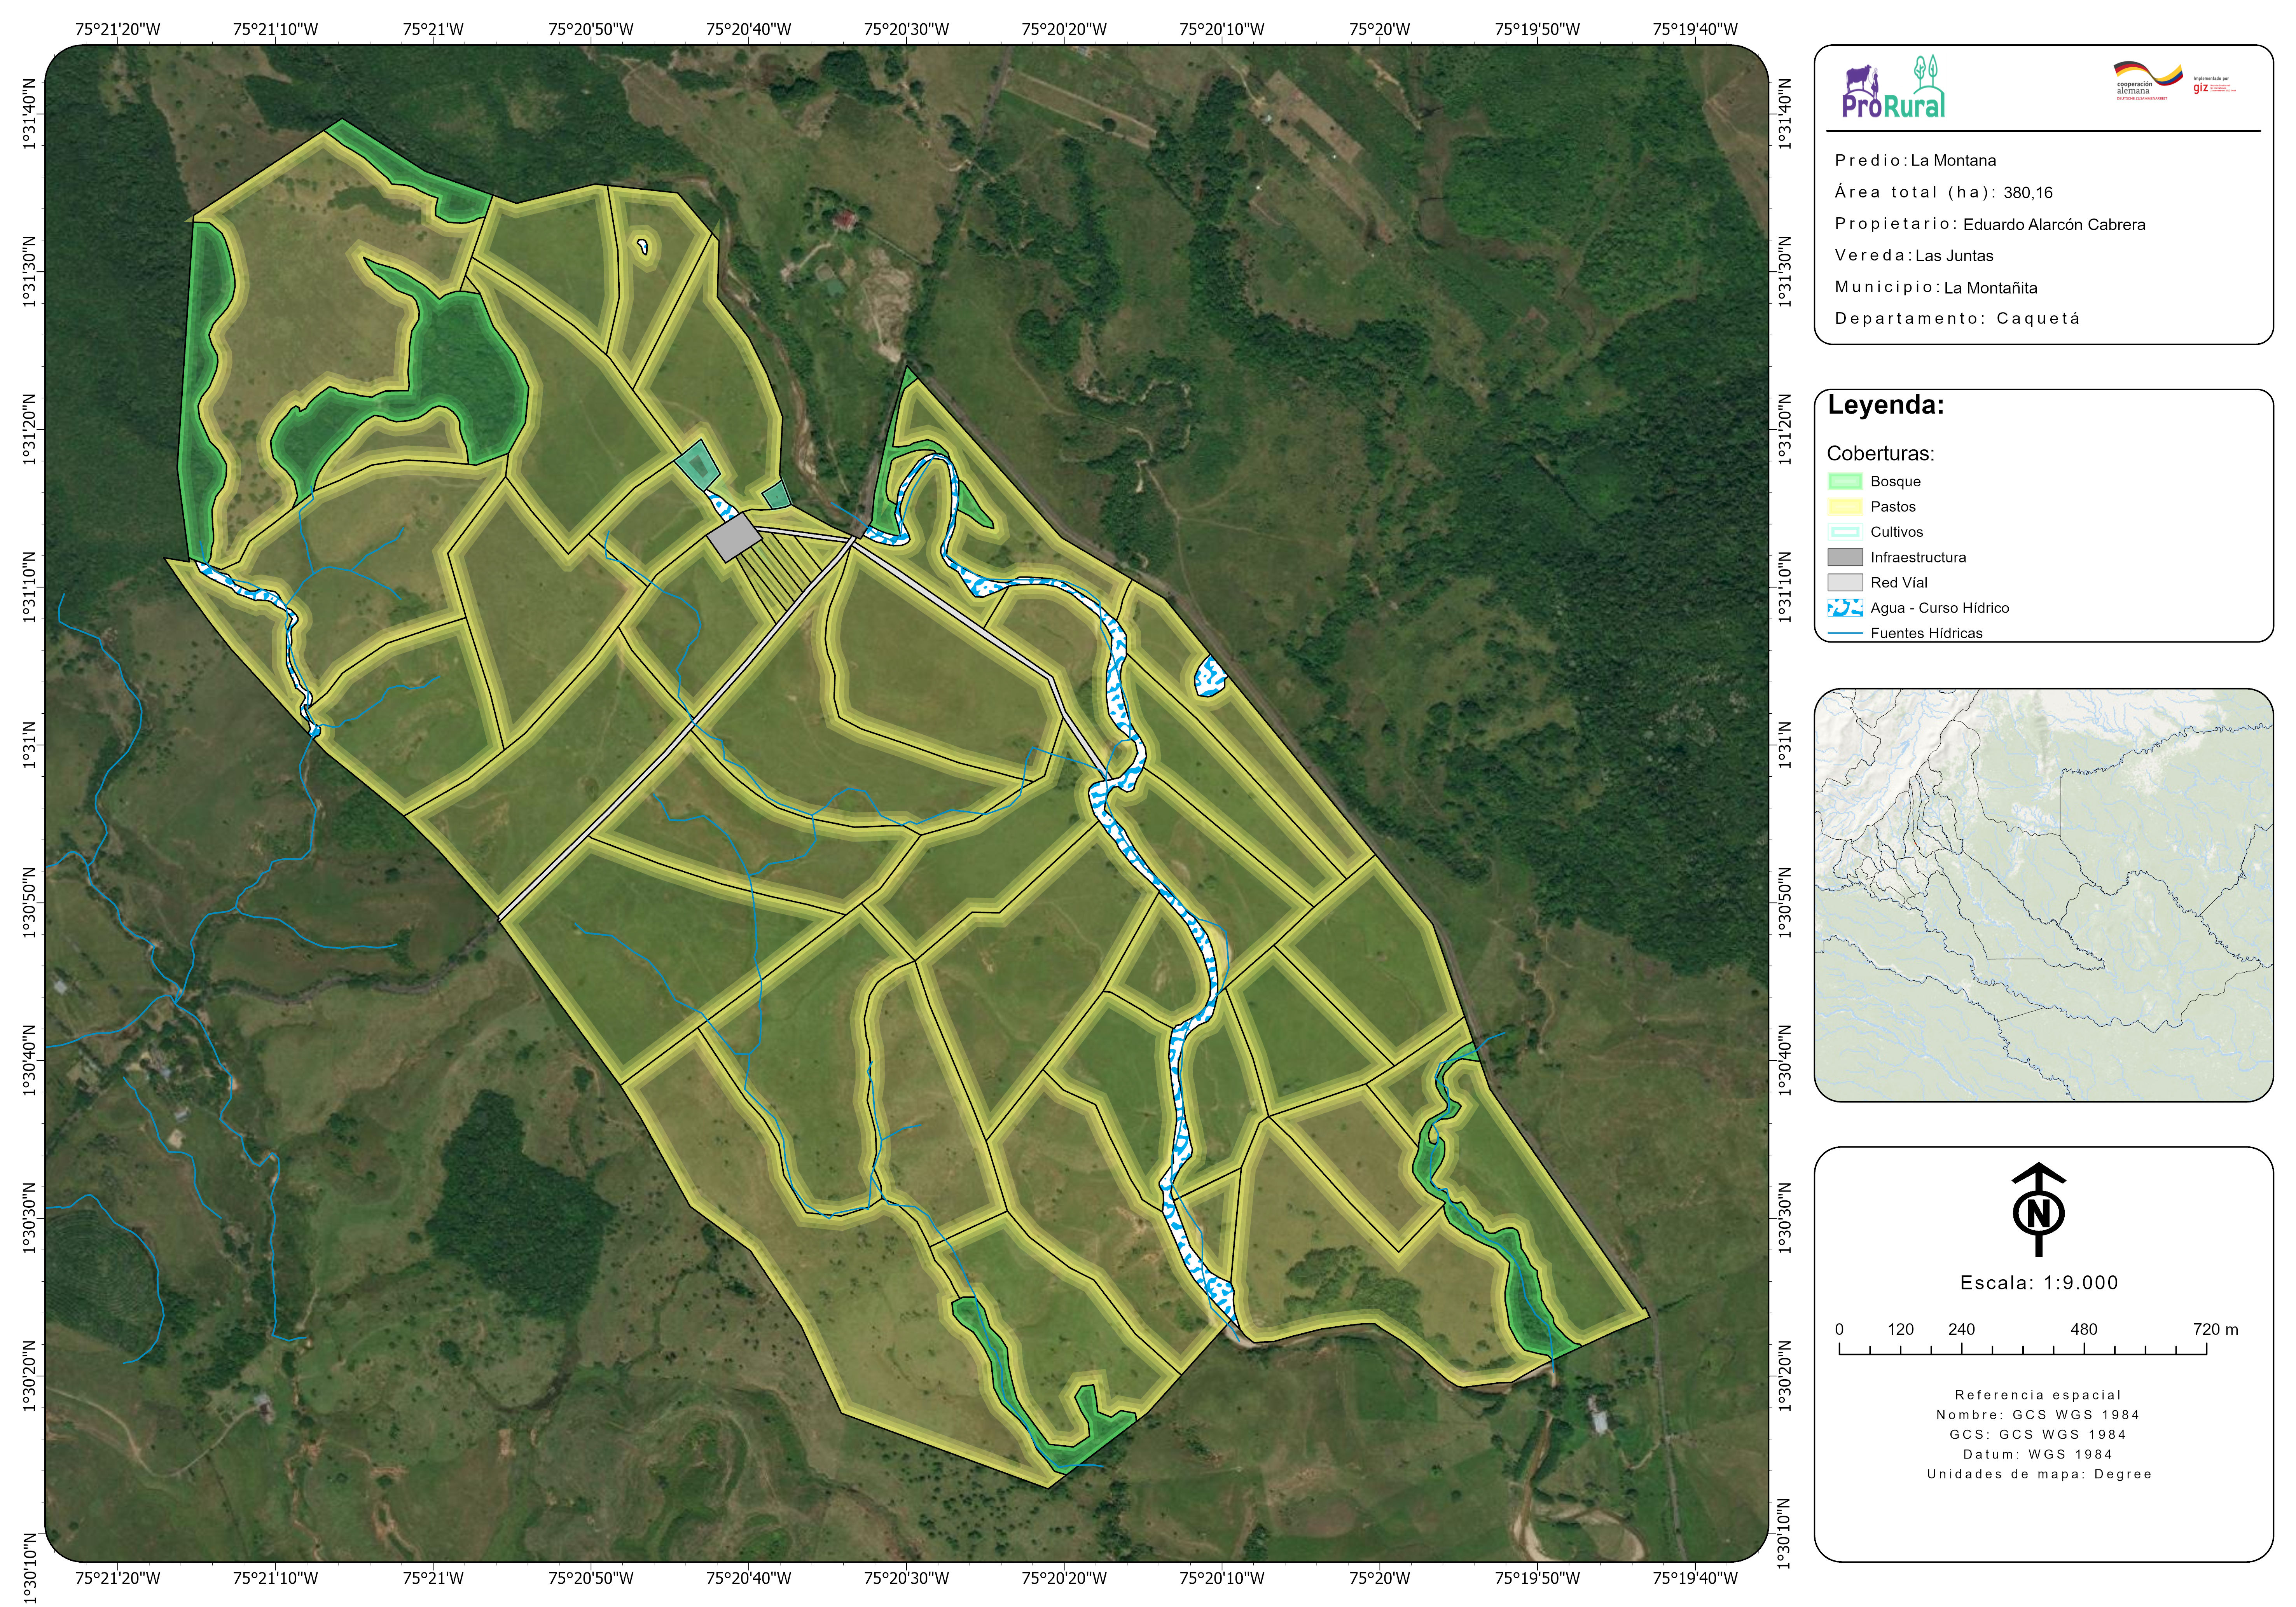 75°21'20"W 75°21'10"W 75°21'W 75°20'50"W 75°20'40"W 75°20'30"W 75°20'20"W 75°20'10"W 75°20'W 75°19'50"W 75°19'40"W
1°31'40"N
1°31'30"N
1°31'20"N
1°31'10"N
1°31'N
1°30'50"N
1°30'40"N
1°30'30"N
1°30'20"N
1°30'10"N
1°31'40"N
1°31'30"N
1°31'20"N
1°31'10"N
1°31'N
1°30'50"N
1°30'40"N
1°30'30"N
1°30'20"N
1°30'10"N
75°21'20"W 75°21'10"W 75°21'W 75°20'50"W 75°20'40"W 75°20'30"W 75°20'20"W 75°20'10"W 75°20'W 75°19'50"W 75°19'40"W
ProRural
cooperación
alemana
DEUTSCHE ZUSAMMENARBEIT
Implementada por
giz
Predio: La Montana
Área total (ha): 380,16
Propietario: Eduardo Alarcón Cabrera
Vereda: Las Juntas
Municipio: La Montañita
Departamento: Caquetá
Leyenda:
Coberturas:
Bosque
Pastos
Cultivos
Infraestructura
Red Víal
Agua - Curso Hídrico
Fuentes Hídricas
N
Escala: 1:9.000
0 120 240 480 720 m
Referencia espacial
Nombre: GCS WGS 1984
GCS: GCS WGS 1984
Datum: WGS 1984
Unidades de mapa: Degree